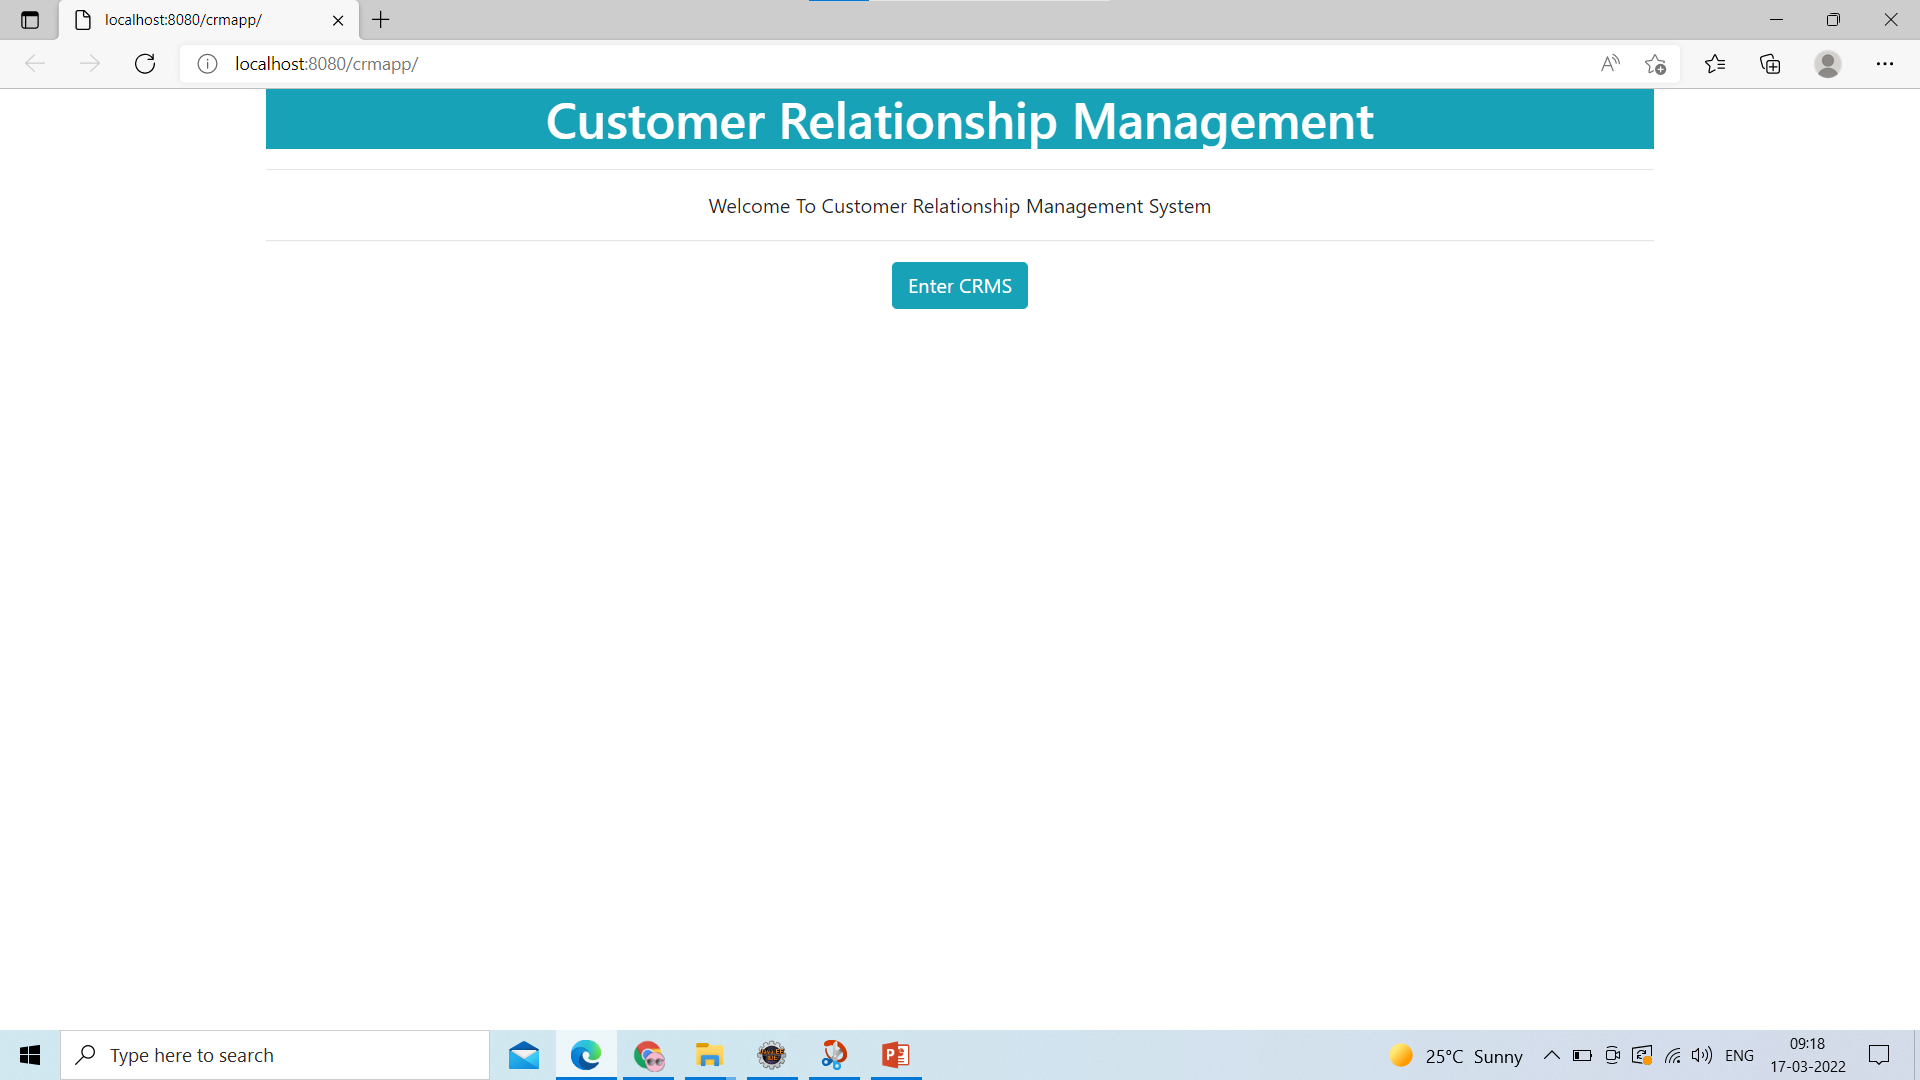 localhost:8080/crmapp/
localhost:8080/crmapp/
Customer Relationship Management
Welcome To Customer Relationship Management System
Enter CRMS
Type here to search
25°C Sunny
ENG
09:18
17-03-2022